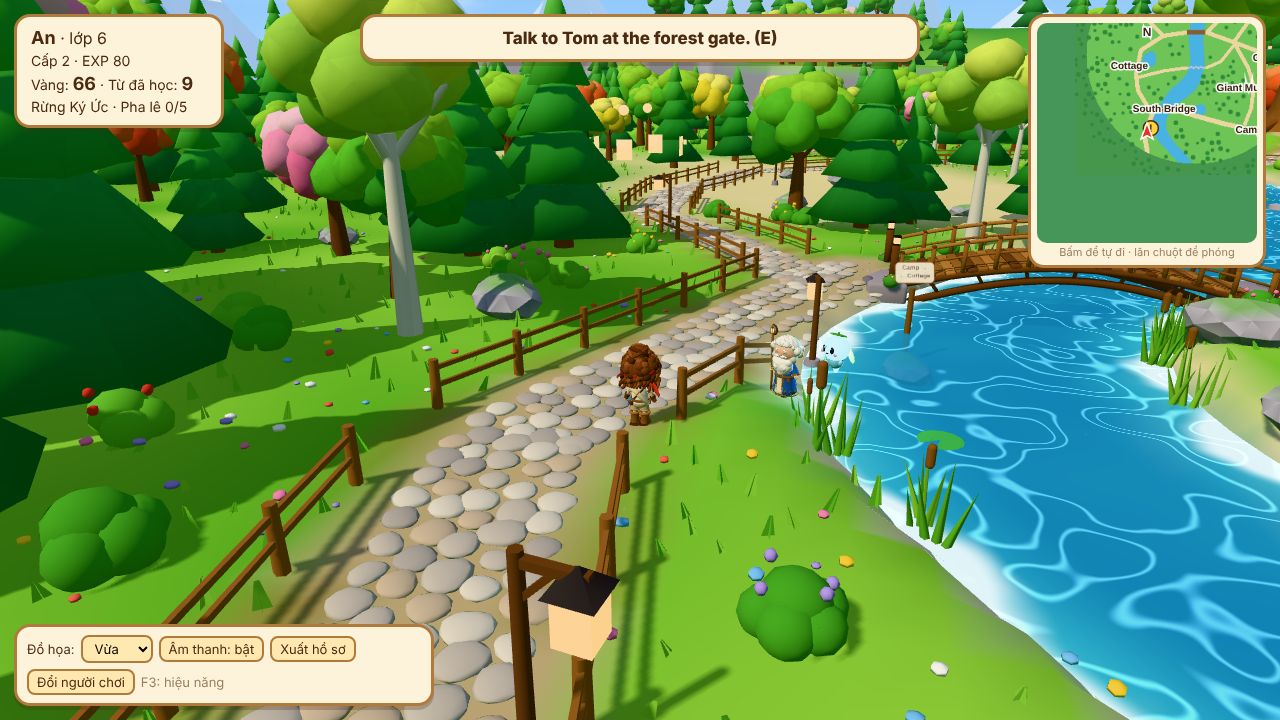 An · lớp 6
Cấp 2 · EXP 80
Vàng: 66 · Từ đã học: 9
Rừng Ký Ức · Pha lê 0/5
Talk to Tom at the forest gate. (E)
N
Cottage
Giant Mu
South Bridge
Cam
Bấm để tự đi · lăn chuột để phóng
Camp →
← Cottage
Đồ họa: Vừa Âm thanh: bật Xuất hồ sơ
Đổi người chơi F3: hiệu năng